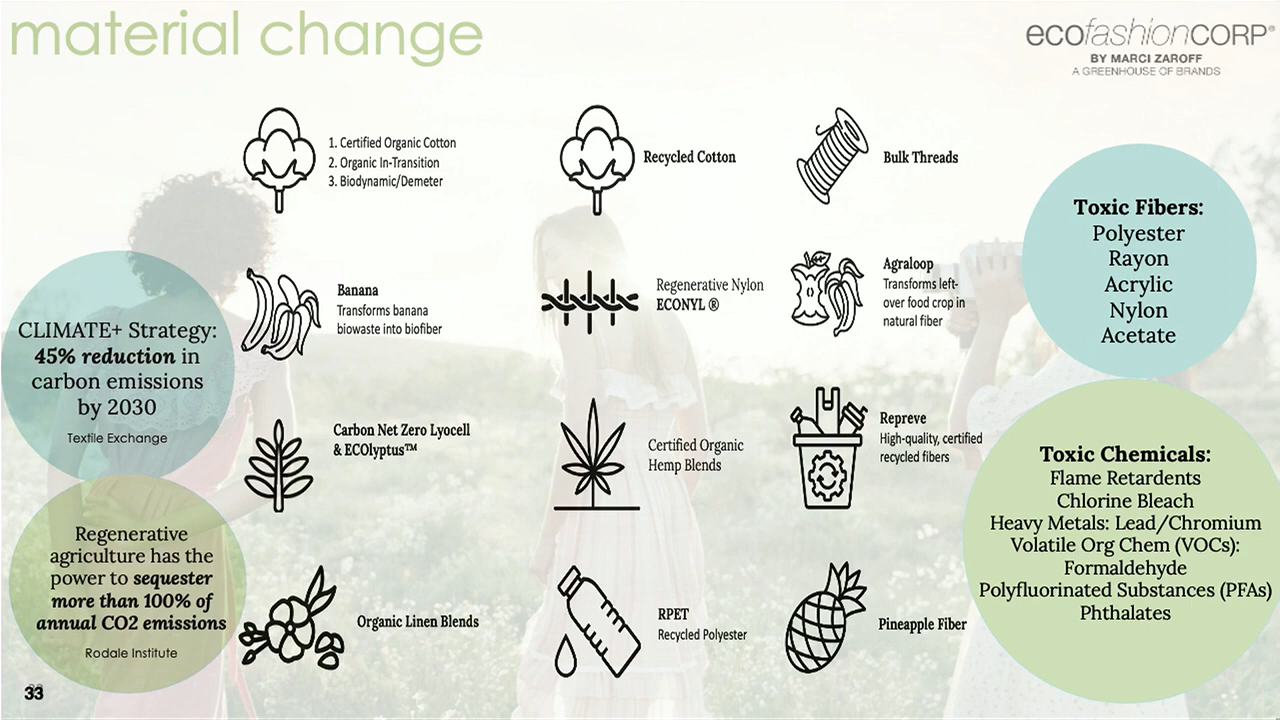 material change
ecofashionCORP®
BY MARCI ZAROFF
A GREENHOUSE OF BRANDS
1. Certified Organic Cotton
2. Organic In-Transition
3. Biodynamic/Demeter
Recycled Cotton
Bulk Threads
Banana
Transforms banana
biowaste into biofiber
Regenerative Nylon
ECONYL ®
Agraloop
Transforms left-
over food crop in
natural fiber
Carbon Net Zero Lyocell
& ECOlyptus™
Certified Organic
Hemp Blends
Repreve
High-quality, certified
recycled fibers
Organic Linen Blends
RPET
Recycled Polyester
Pineapple Fiber
CLIMATE+ Strategy:
45% reduction in
carbon emissions
by 2030
Textile Exchange
Regenerative
agriculture has the
power to sequester
more than 100% of
annual CO2 emissions
Rodale Institute
Toxic Fibers:
Polyester
Rayon
Acrylic
Nylon
Acetate
Toxic Chemicals:
Flame Retardents
Chlorine Bleach
Heavy Metals: Lead/Chromium
Volatile Org Chem (VOCs):
Formaldehyde
Polyfluorinated Substances (PFAs)
Phthalates
33